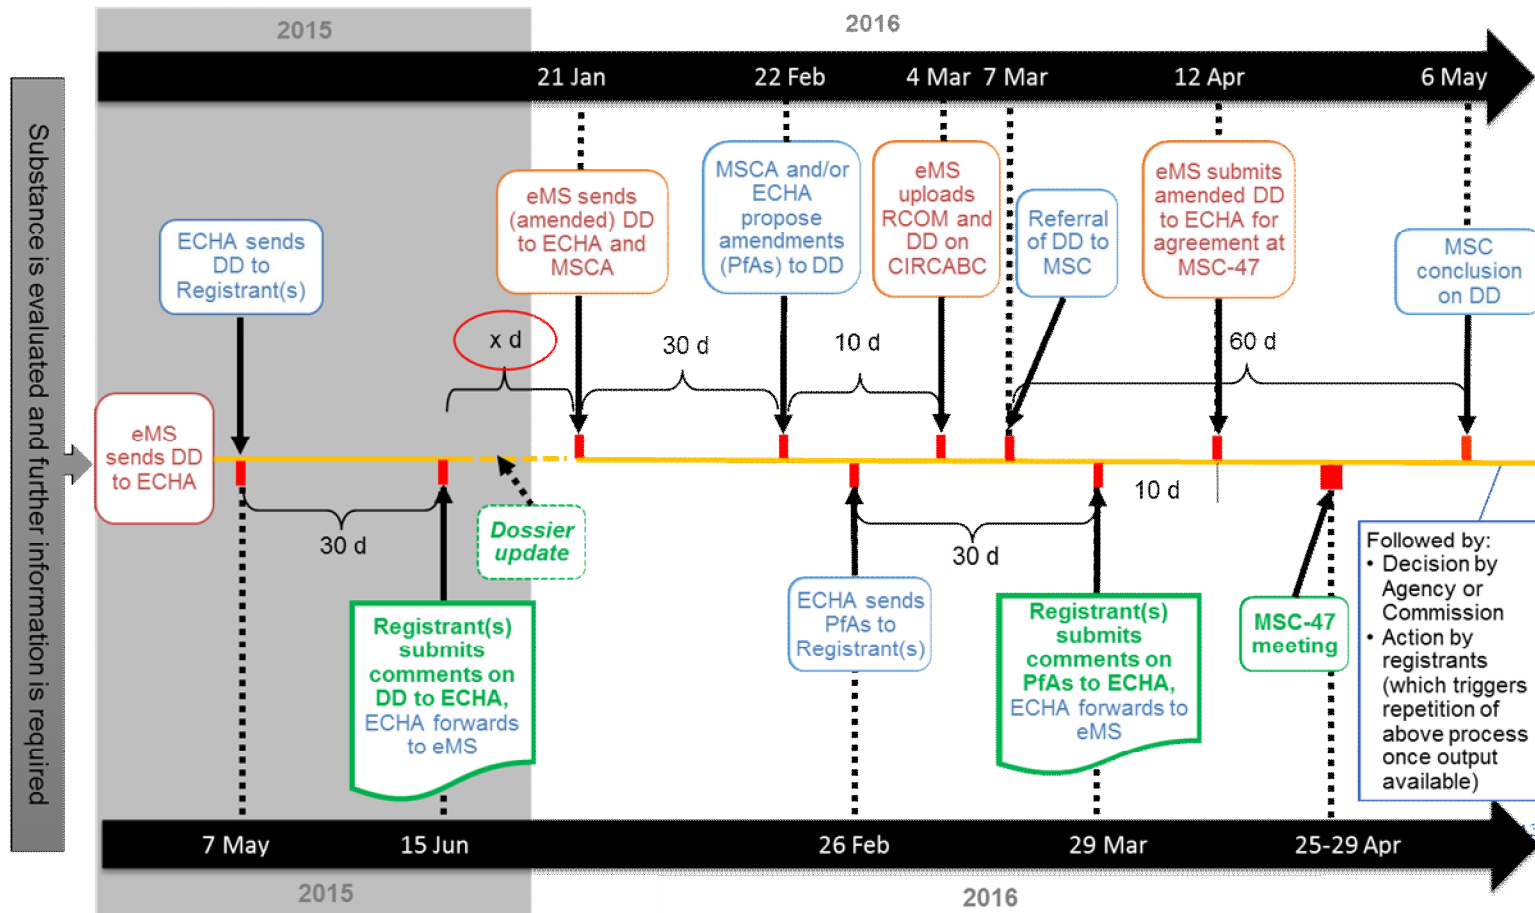 2015
2016
21 Jan
22 Feb
4 Mar
7 Mar
12 Apr
6 May
Substance is evaluated and further information is required
eMS
sends DD
to ECHA
ECHA sends
DD to
Registrant(s)
eMS sends
(amended) DD
to ECHA and
MSCA
MSCA and/or
ECHA
propose
amendments
(PfAs) to DD
eMS
uploads
RCOM and
DD on
CIRCABC
Referral
of DD to
MSC
eMS submits
amended DD
to ECHA for
agreement at
MSC-47
MSC
conclusion
on DD
x d
30 d
10 d
60 d
30 d
30 d
10 d
Dossier
update
Registrant(s)
submits
comments on
DD to ECHA,
ECHA forwards
to eMS
ECHA sends
PfAs to
Registrant(s)
Registrant(s)
submits
comments on
PfAs to ECHA,
ECHA forwards to
eMS
MSC-47
meeting
Followed by:
• Decision by
Agency or
Commission
• Action by
registrants
(which triggers
repetition of
above process
once output
available)
7 May
15 Jun
26 Feb
29 Mar
25-29 Apr
2015
2016